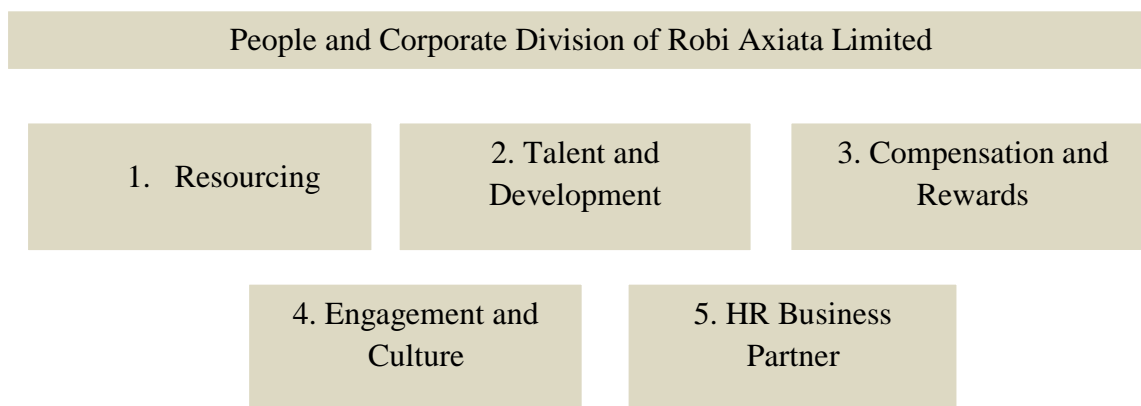 People and Corporate Division of Robi Axiata Limited
1. Resourcing
2. Talent and
Development
3. Compensation and
Rewards
4. Engagement and
Culture
5. HR Business
Partner